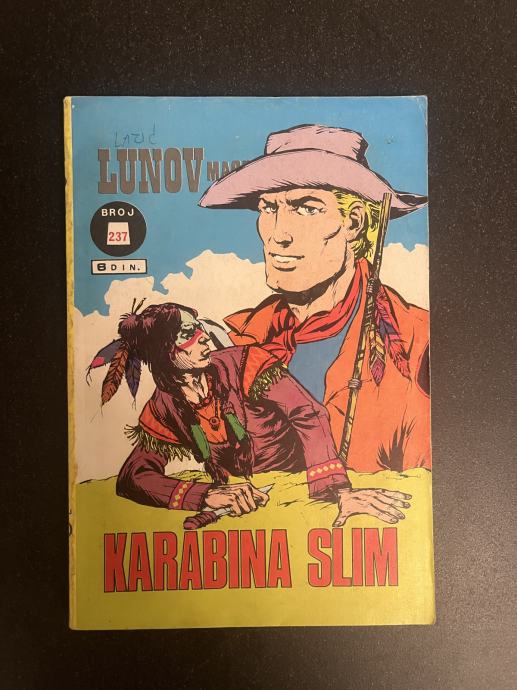 LUNOV
BROJ
237
6 DIN.
KARABINA SLIM